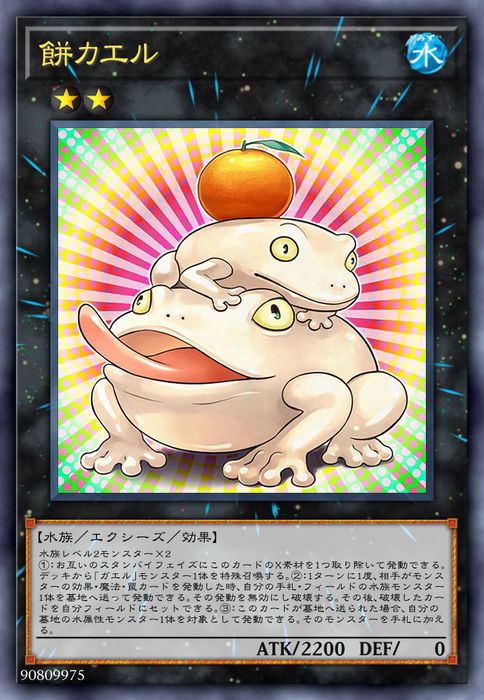 餅カエル
みず
水
【水族／エクシーズ／効果】
水族レベル2モンスター×2
①:お互いのスタンバイフェイズにこのカードのX素材を1つ取り除いて発動できる。
デッキから「ガエル」モンスター1体を特殊召喚する。②:1ターンに1度、相手がモンス
ターの効果・魔法・罠カードを発動した時、自分の手札・フィールドの水族モンスター
1体を墓地へ送って発動できる。その発動を無効にし破壊する。その後、破壊したカー
ドを自分フィールドにセットできる。③:このカードが墓地へ送られた場合、自分の
墓地の水属性モンスター1体を対象として発動できる。そのモンスターを手札に加え
る。
ATK/2200 DEF/ 0
90809975